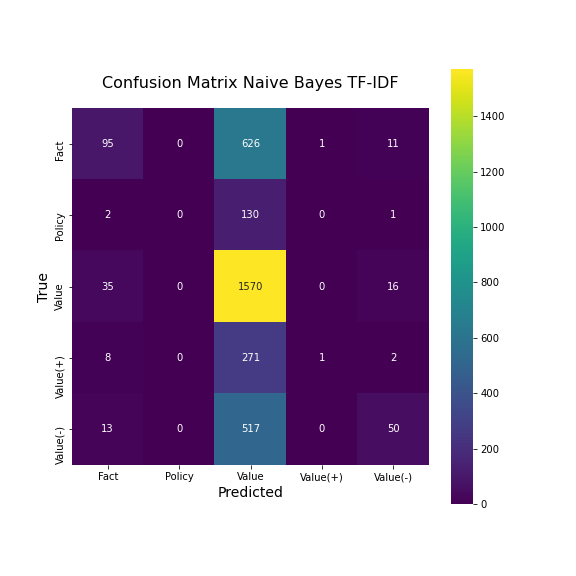 Confusion Matrix Naive Bayes TF-IDF
True
Fact
95 0 626 1 11
Policy
2 0 130 0 1
Value
35 0 1570 0 16
Value(+)
8 0 271 1 2
Value(-)
13 0 517 0 50
Fact Policy Value Value(+) Value(-)
Predicted
1400
1200
1000
800
600
400
200
0